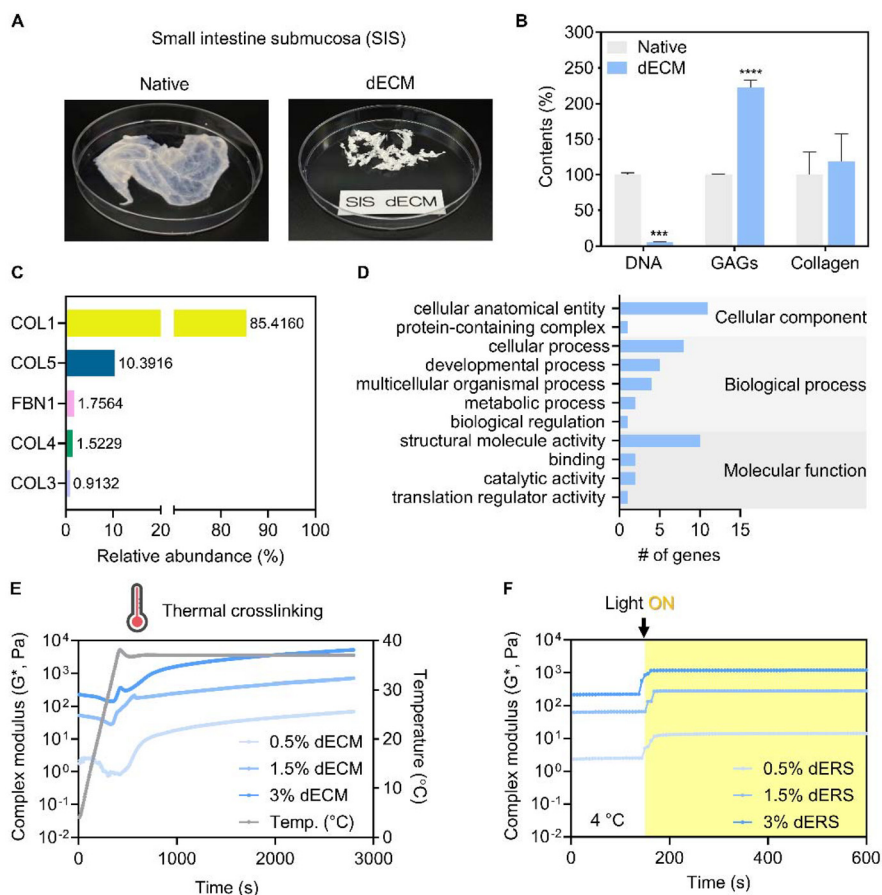 A
Small intestine submucosa (SIS)
Native
dECM
SIS dECM
B
Native
dECM
Contents (%)
300
250
200
150
100
50
0
***
****
DNA
GAGs
Collagen
C
COL1
COL5
FBN1
COL4
COL3
85.4160
10.3916
1.7564
1.5229
0.9132
0
10
20
40
60
80
100
Relative abundance (%)
D
cellular anatomical entity
protein-containing complex
cellular process
developmental process
multicellular organismal process
metabolic process
biological regulation
structural molecule activity
binding
catalytic activity
translation regulator activity
Cellular component
Biological process
Molecular function
0
5
10
15
# of genes
E
Thermal crosslinking
Complex modulus (G*, Pa)
10⁴
10³
10²
10¹
10⁰
10⁻¹
10⁻²
40
30
20
10
0
Temperature (°C)
0.5% dECM
1.5% dECM
3% dECM
Temp. (°C)
0
1000
2000
3000
Time (s)
F
Light ON
Complex modulus (G*, Pa)
10⁴
10³
10²
10¹
10⁰
10⁻¹
10⁻²
4 °C
0.5% dERS
1.5% dERS
3% dERS
0
200
400
600
Time (s)